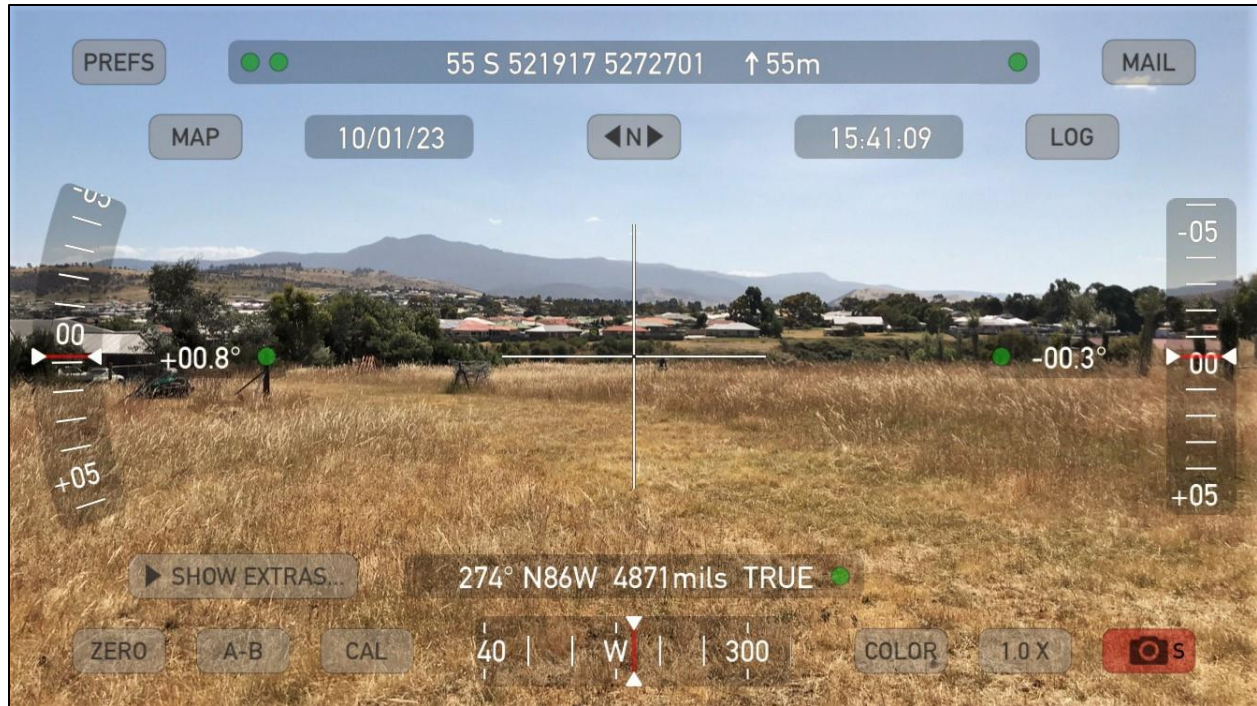 PREFS 55 S 521917 5272701 ↑ 55m MAIL
MAP 10/01/23 ◀N▶ 15:41:09 LOG
-05 -05
00 +00.8° -00.3° 00
+05 +05
▶ SHOW EXTRAS... 274° N86W 4871mils TRUE
ZERO A-B CAL 40 | | W | | 300 COLOR 1.0 X S